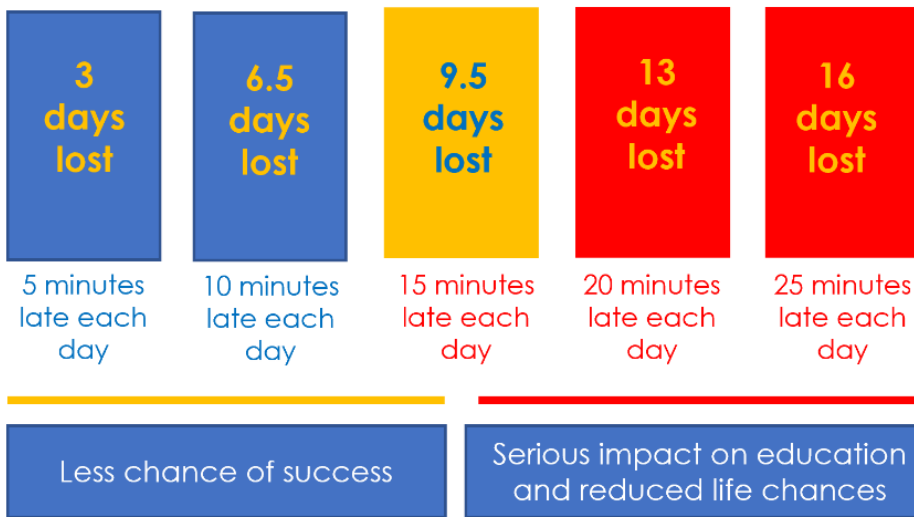 3
days
lost
6.5
days
lost
9.5
days
lost
13
days
lost
16
days
lost
5 minutes
late each
day
10 minutes
late each
day
15 minutes
late each
day
20 minutes
late each
day
25 minutes
late each
day
Less chance of success
Serious impact on education
and reduced life chances